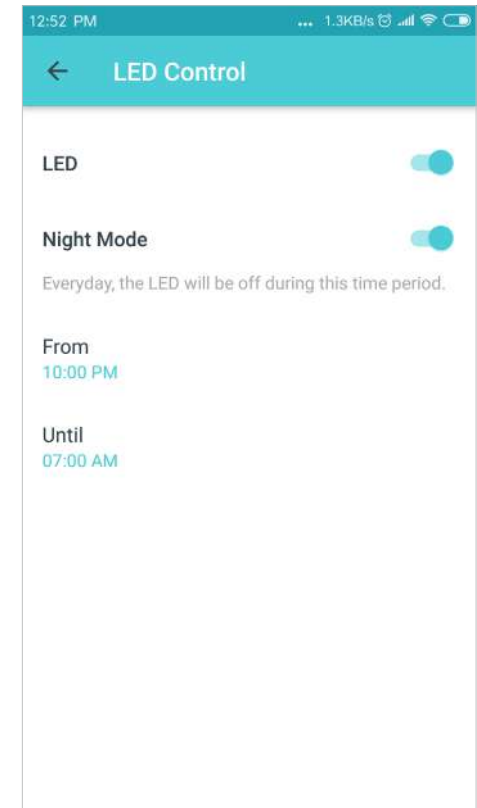 12:52 PM ... 1.3KB/s
LED Control
LED
Night Mode
Everyday, the LED will be off during this time period.
From
10:00 PM
Until
07:00 AM